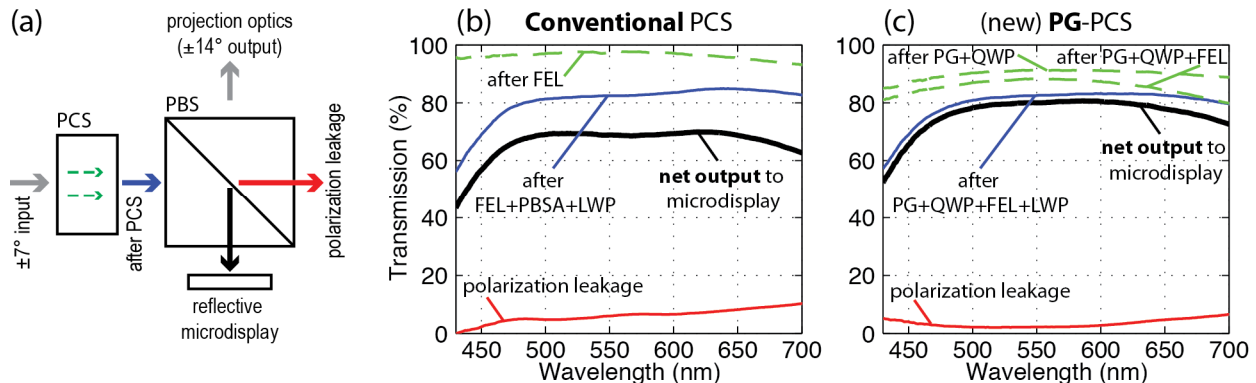 (a)
projection optics
(±14° output)
PCS
PBS
±7° input
after PCS
polarization leakage
reflective
microdisplay
(b)
Conventional PCS
Transmission (%)
100
80
60
40
20
0
after FEL
net output to
microdisplay
after
FEL+PBSA+LWP
polarization leakage
450 500 550 600 650 700
Wavelength (nm)
(c)
(new) PG-PCS
100
80
60
40
20
0
after PG+QWP
after PG+QWP+FEL
net output to
microdisplay
after
PG+QWP+FEL+LWP
polarization leakage
450 500 550 600 650 700
Wavelength (nm)